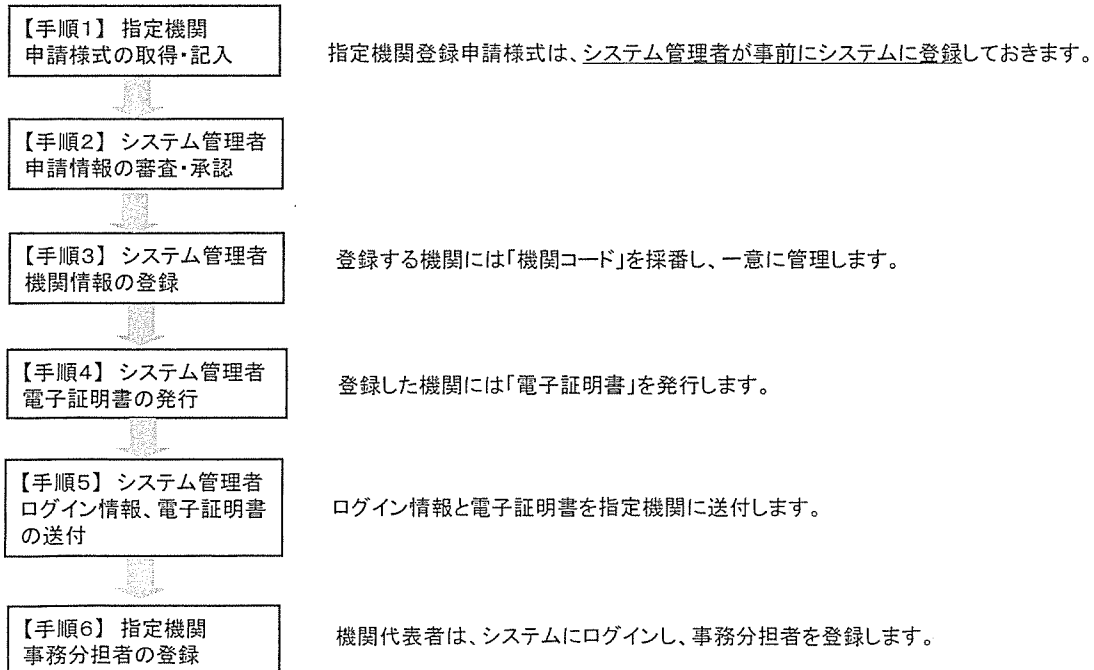 【手順1】 指定機関
申請様式の取得・記入
指定機関登録申請様式は、システム管理者が事前にシステムに登録しておきます。
【手順2】 システム管理者
申請情報の審査・承認
【手順3】 システム管理者
機関情報の登録
登録する機関には「機関コード」を採番し、一意に管理します。
【手順4】 システム管理者
電子証明書の発行
登録した機関には「電子証明書」を発行します。
【手順5】 システム管理者
ログイン情報、電子証明書
の送付
ログイン情報と電子証明書を指定機関に送付します。
【手順6】 指定機関
事務分担者の登録
機関代表者は、システムにログインし、事務分担者を登録します。